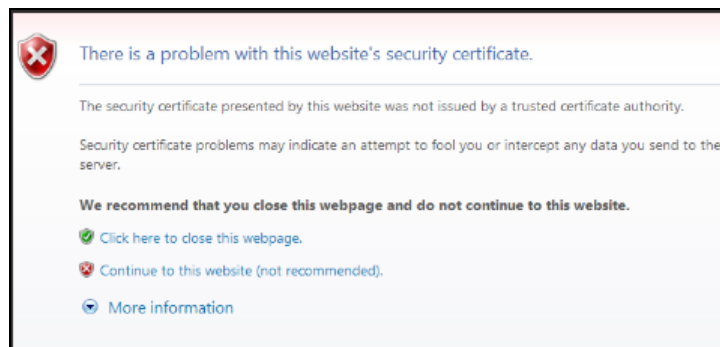 There is a problem with this website's security certificate.
The security certificate presented by this website was not issued by a trusted certificate authority.
Security certificate problems may indicate an attempt to fool you or intercept any data you send to the
server.
We recommend that you close this webpage and do not continue to this website.
Click here to close this webpage.
Continue to this website (not recommended).
More information